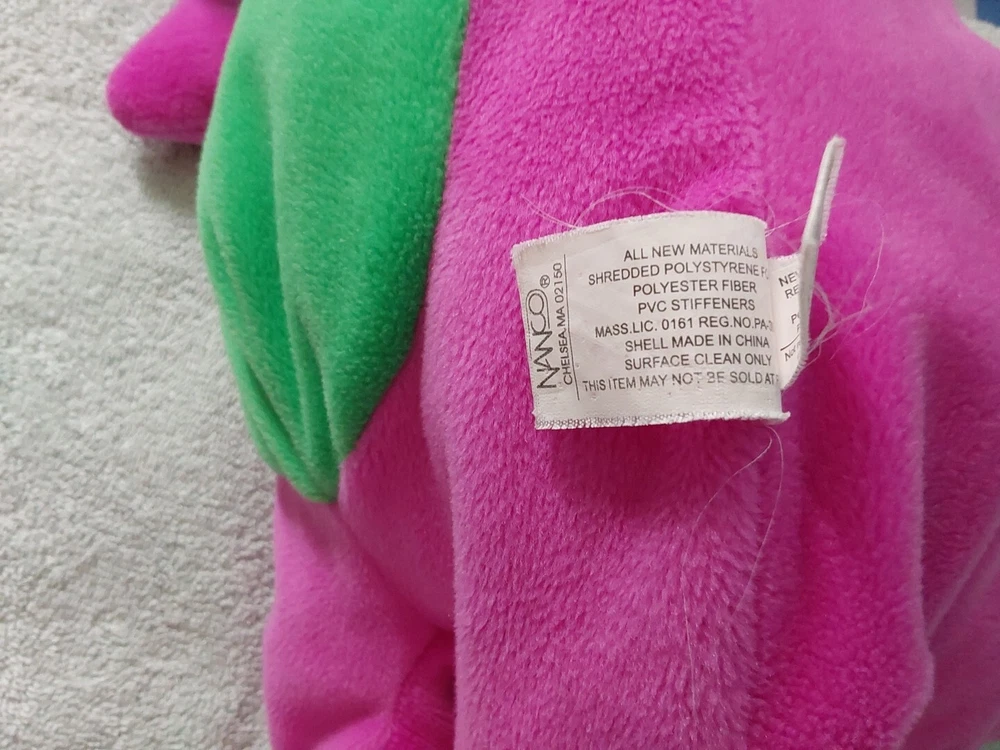 NANCO®
CHELSEA, MA 02150
ALL NEW MATERIALS
SHREDDED POLYSTYRENE
POLYESTER FIBER
PVC STIFFENERS
MASS.LIC. 0161 REG.NO.PA-
SHELL MADE IN CHINA
SURFACE CLEAN ONLY
THIS ITEM MAY NOT BE SOLD AT